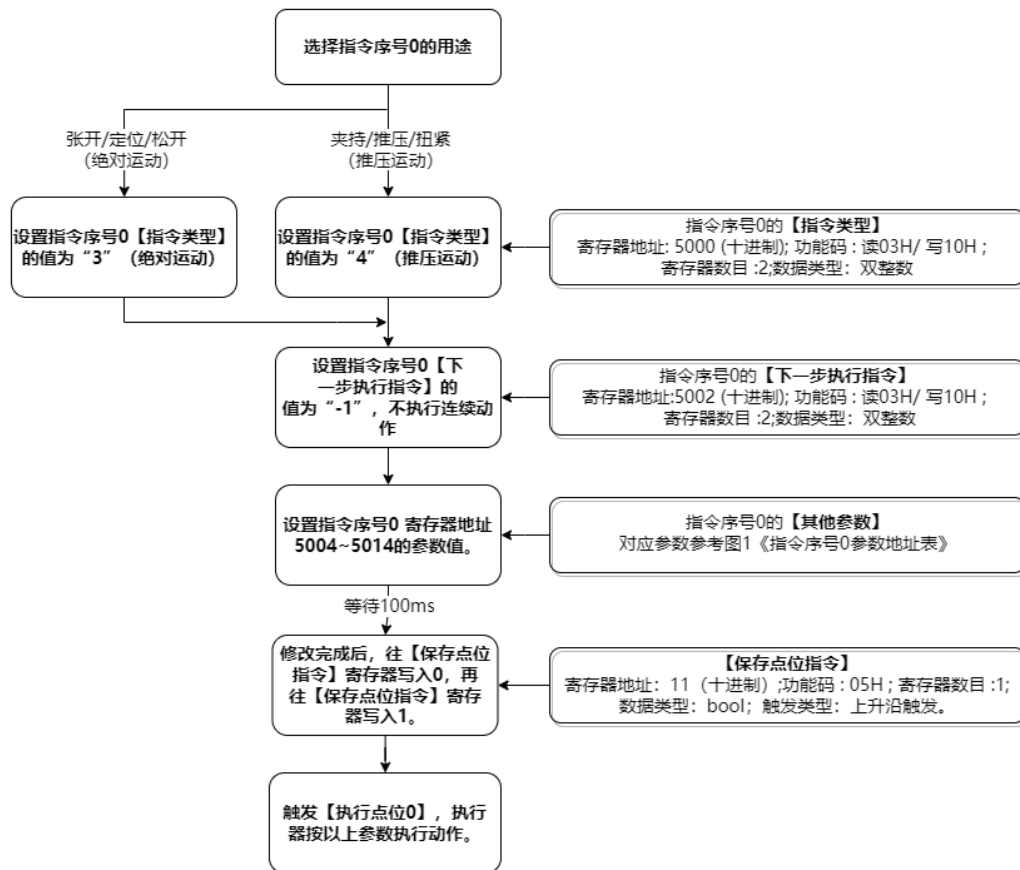 选择指令序号0的用途
张开/定位/松开
（绝对运动）
夹持/推压/扭紧
（推压运动）
设置指令序号0【指令类型】
的值为“3”（绝对运动）
设置指令序号0【指令类型】
的值为“4”（推压运动）
指令序号0的【指令类型】
寄存器地址: 5000 (十进制); 功能码 : 读03H/ 写10H ;
寄存器数目 :2;数据类型：双整数
设置指令序号0【下
一步执行指令】的
值为“-1”，不执行连续动
作
指令序号0的【下一步执行指令】
寄存器地址:5002 (十进制); 功能码 : 读03H/ 写10H ;
寄存器数目 :2;数据类型：双整数
设置指令序号0 寄存器地址
5004~5014的参数值。
指令序号0的【其他参数】
对应参数参考图1《指令序号0参数地址表》
等待100ms
修改完成后，往【保存点位
指令】寄存器写入0，再
往【保存点位指令】寄存
器写入1。
【保存点位指令】
寄存器地址：11（十进制）;功能码 : 05H ; 寄存器数目 :1;
数据类型：bool；触发类型：上升沿触发。
触发【执行点位0】，执行
器按以上参数执行动作。